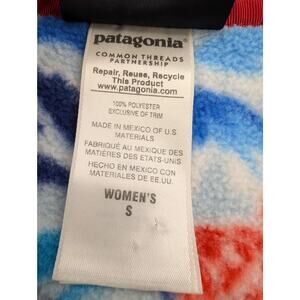 patagonia®
COMMON THREADS
PARTNERSHIP
Repair, Reuse, Recycle
This Product
www.patagonia.com
100% POLYESTER
EXCLUSIVE OF TRIM
MADE IN MEXICO OF U.S
MATERIALS
FABRIQUÉ AU MEXIQUE DES
MATIÈRES DES ETATS-UNIS
HECHO EN MÉXICO CON
MATERIALES DE EE.UU.
WOMEN'S
S